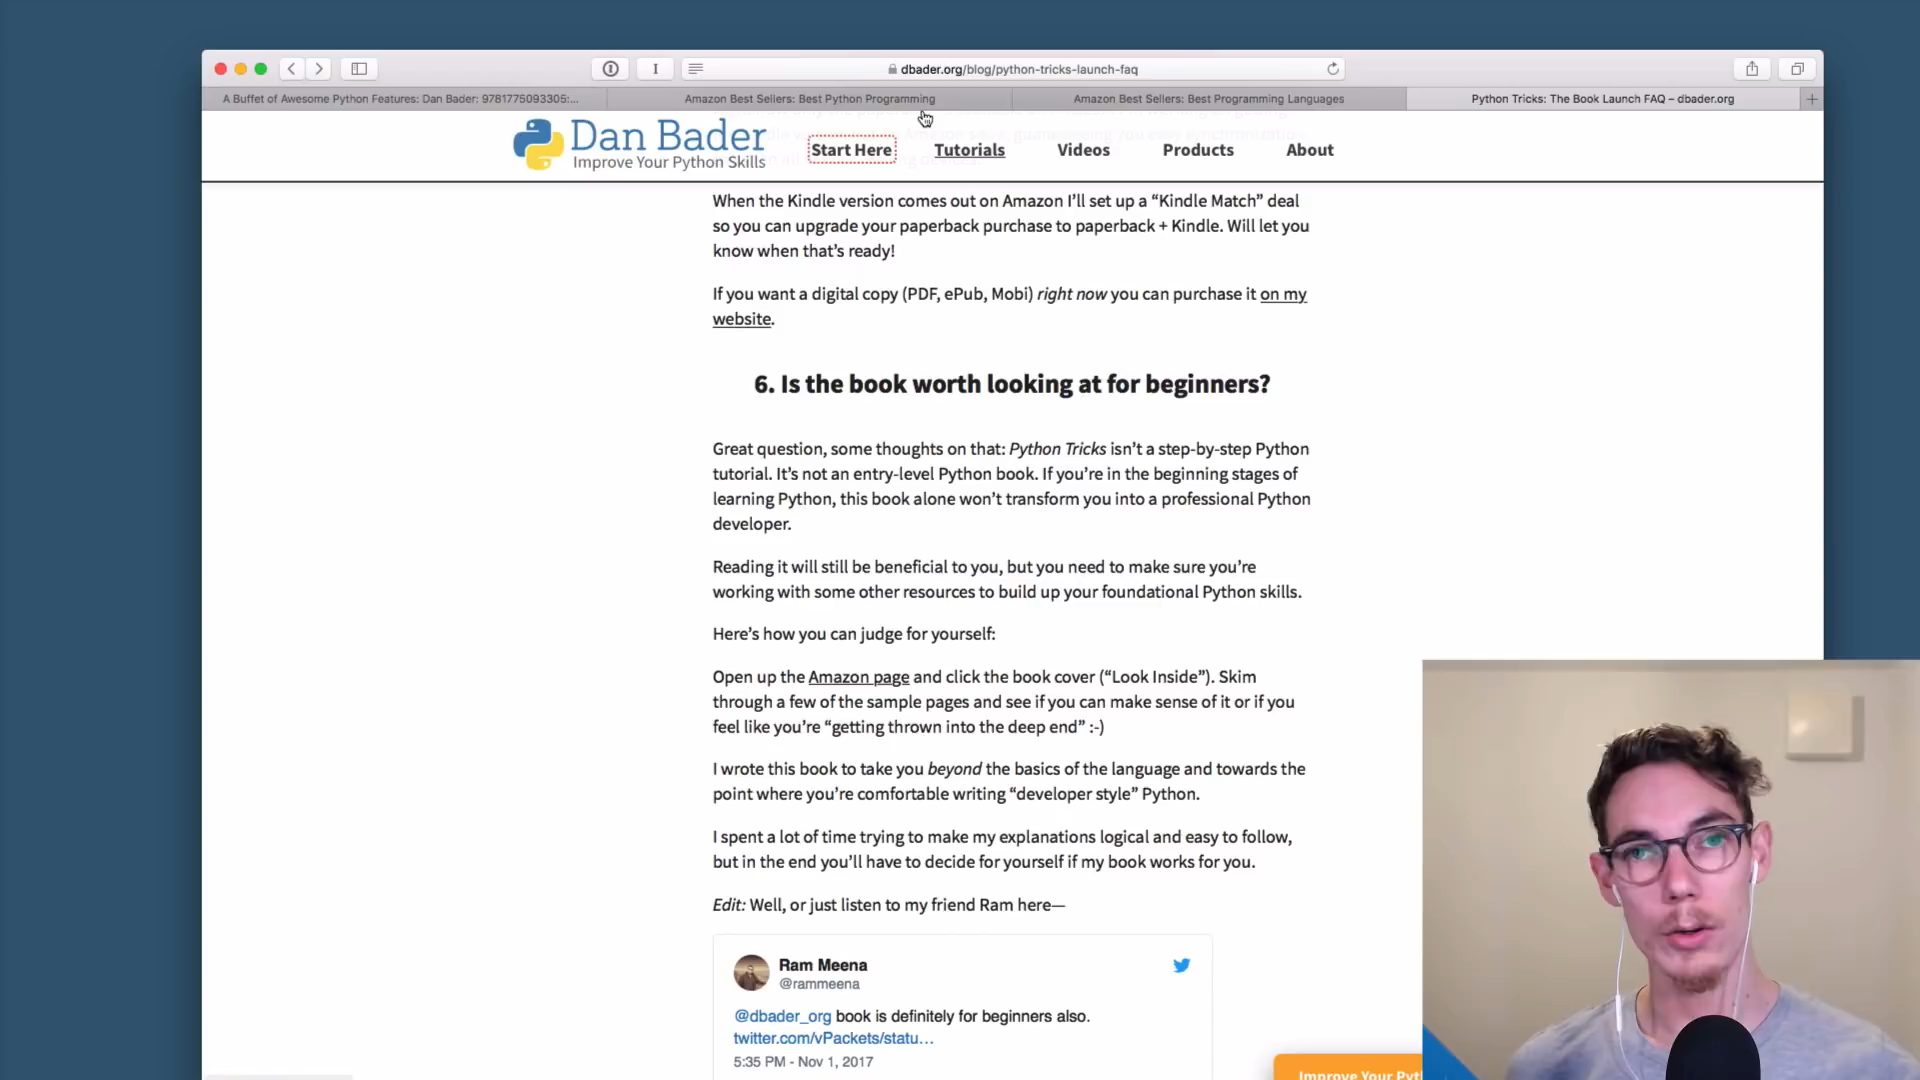 dbader.org/blog/python-tricks-launch-faq
A Buffet of Awesome Python Features: Dan Bader: 9781775093305:...
Amazon Best Sellers: Best Python Programming
Amazon Best Sellers: Best Programming Languages
Python Tricks: The Book Launch FAQ – dbader.org
Dan Bader
Improve Your Python Skills
Start Here
Tutorials
Videos
Products
About
When the Kindle version comes out on Amazon I’ll set up a “Kindle Match” deal
so you can upgrade your paperback purchase to paperback + Kindle. Will let you
know when that’s ready!
If you want a digital copy (PDF, ePub, Mobi) right now you can purchase it on my
website.
6. Is the book worth looking at for beginners?
Great question, some thoughts on that: Python Tricks isn’t a step-by-step Python
tutorial. It’s not an entry-level Python book. If you’re in the beginning stages of
learning Python, this book alone won’t transform you into a professional Python
developer.
Reading it will still be beneficial to you, but you need to make sure you’re
working with some other resources to build up your foundational Python skills.
Here’s how you can judge for yourself:
Open up the Amazon page and click the book cover (“Look Inside”). Skim
through a few of the sample pages and see if you can make sense of it or if you
feel like you’re “getting thrown into the deep end” :-)
I wrote this book to take you beyond the basics of the language and towards the
point where you’re comfortable writing “developer style” Python.
I spent a lot of time trying to make my explanations logical and easy to follow,
but in the end you’ll have to decide for yourself if my book works for you.
Edit: Well, or just listen to my friend Ram here—
Ram Meena
@rammeena
@dbader_org book is definitely for beginners also.
twitter.com/vPackets/statu…
5:35 PM - Nov 1, 2017
Improve Your Pyth